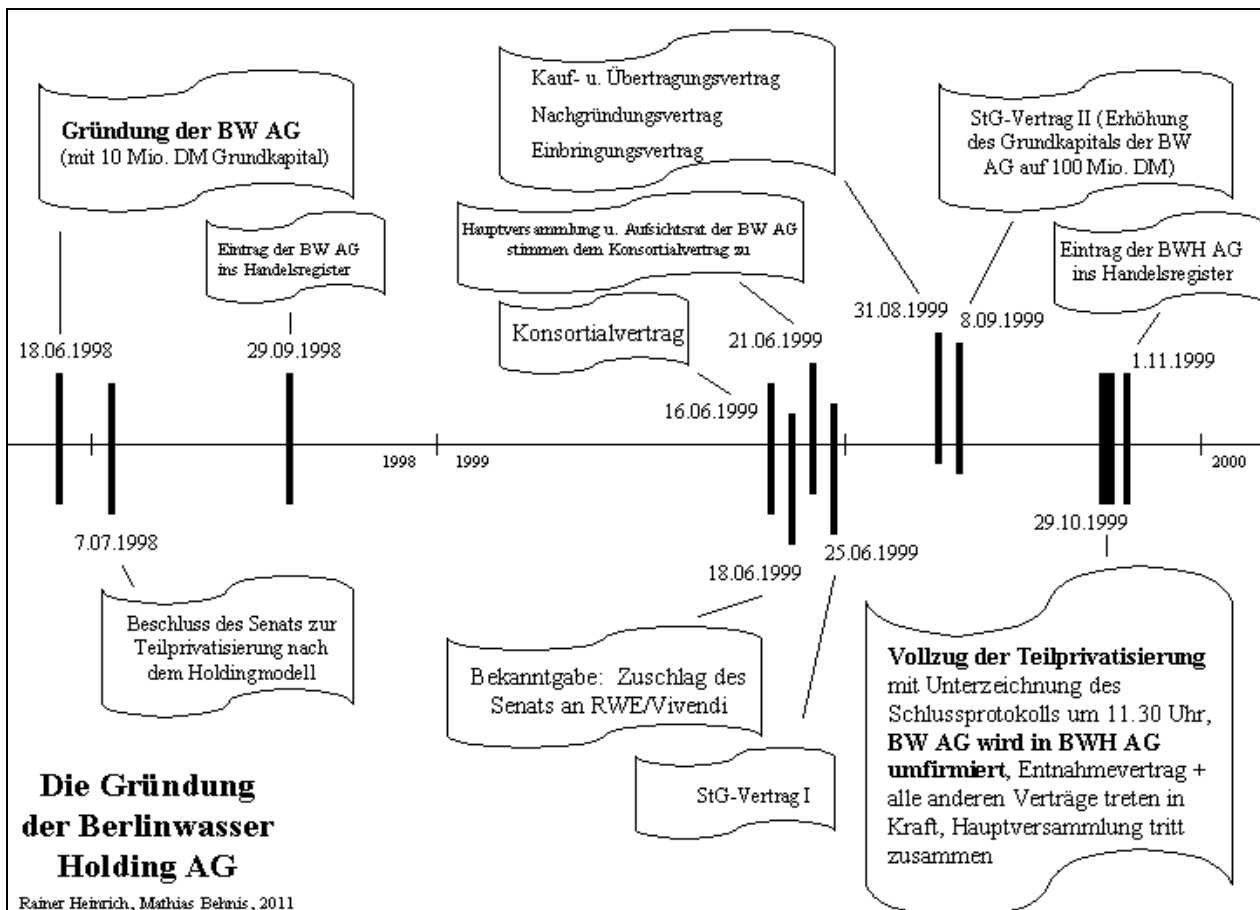 Gründung der BW AG
(mit 10 Mio. DM Grundkapital)
Eintrag der BW AG
ins Handelsregister
Kauf- u. Übertragungsvertrag
Nachgründungsvertrag
Einbringungsvertrag
Hauptversammlung u. Aufsichtsrat der BW AG
stimmen dem Konsortialvertrag zu
Konsortialvertrag
StG-Vertrag II (Erhöhung
des Grundkapitals der BW
AG auf 100 Mio. DM)
Eintrag der BWH AG
ins Handelsregister
18.06.1998
29.09.1998
16.06.1999
21.06.1999
31.08.1999
8.09.1999
1.11.1999
1998
1999
2000
7.07.1998
18.06.1999
25.06.1999
29.10.1999
Beschluss des Senats zur
Teilprivatisierung nach
dem Holdingmodell
Bekanntgabe: Zuschlag des
Senats an RWE/Vivendi
StG-Vertrag I
Vollzug der Teilprivatisierung
mit Unterzeichnung des
Schlussprotokolls um 11.30 Uhr,
BW AG wird in BWH AG
umfirmiert, Entnahmevertrag +
alle anderen Verträge treten in
Kraft, Hauptversammlung tritt
zusammen
Die Gründung
der Berlinwasser
Holding AG
Rainer Heinrich, Mathias Behnis, 2011